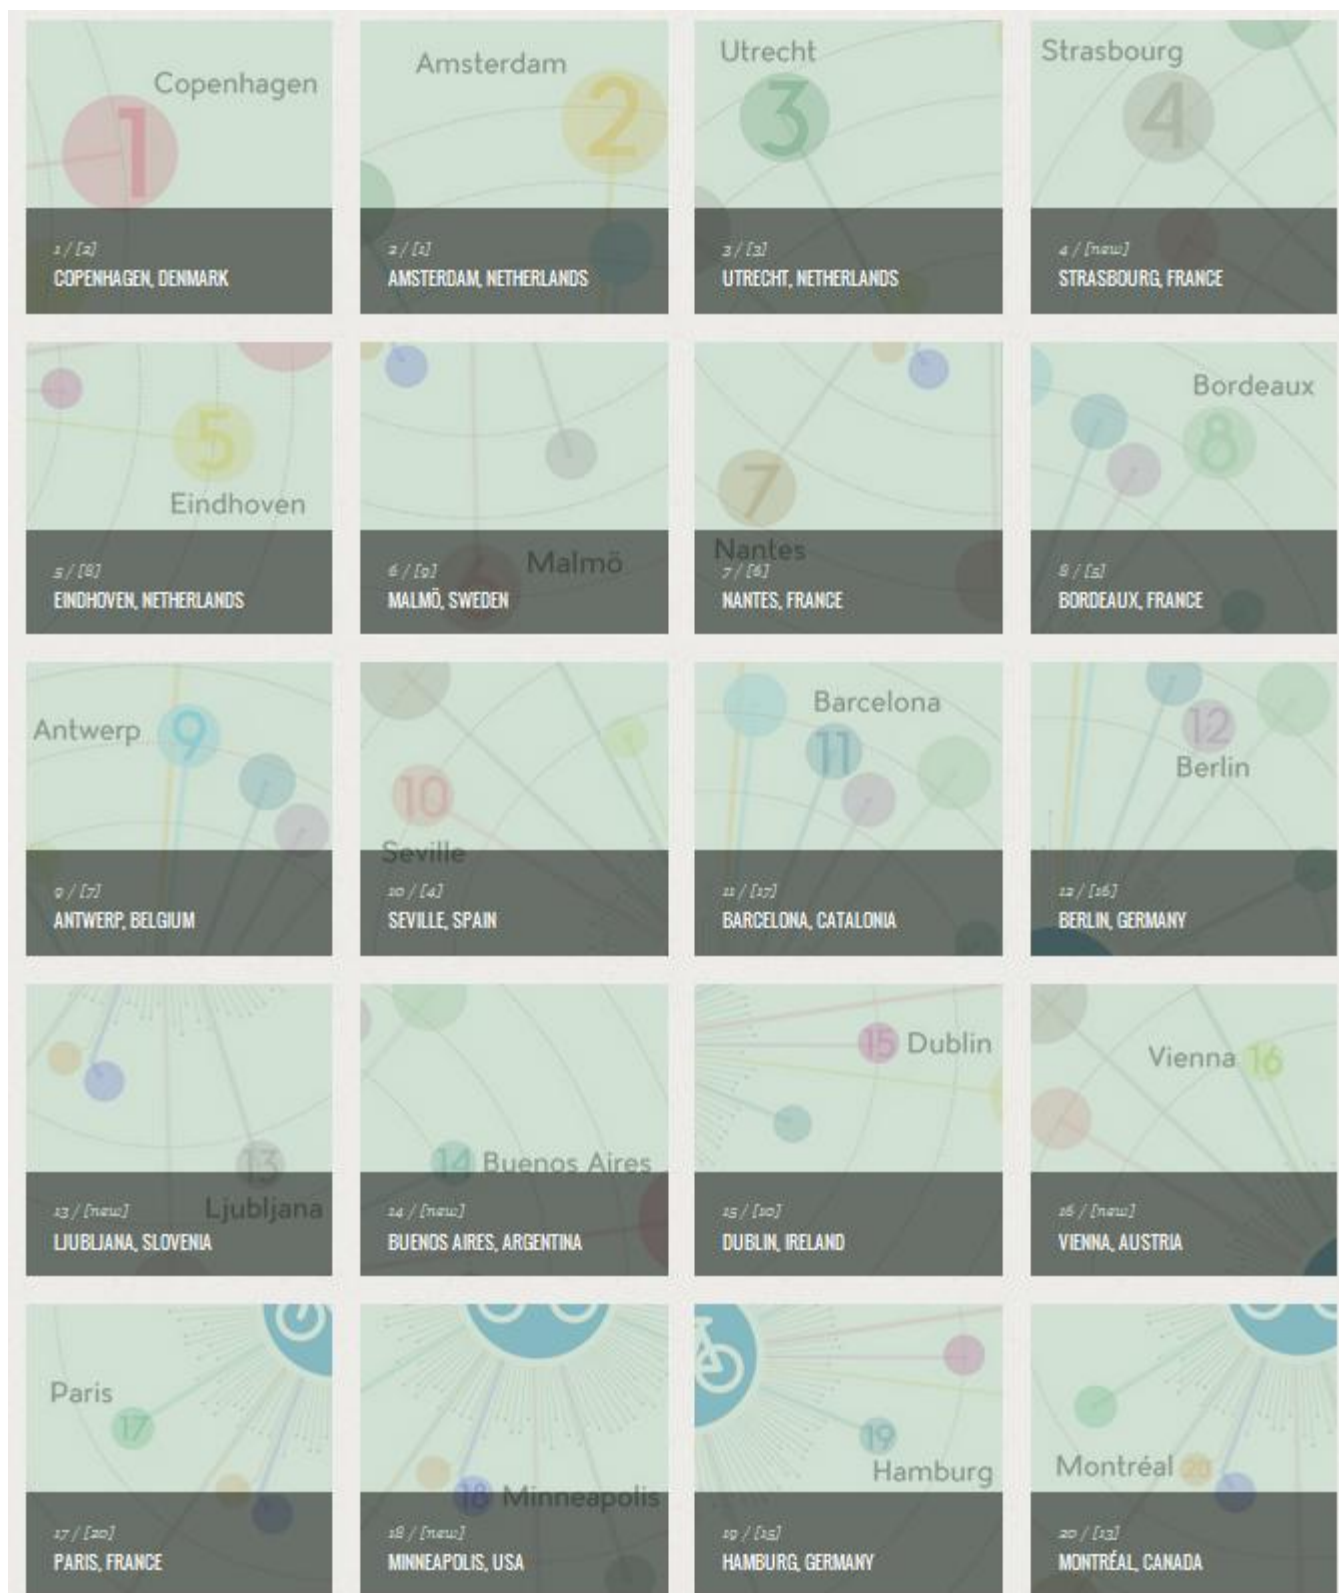 Copenhagen
1
1 / [2]
COPENHAGEN, DENMARK
Amsterdam
2
2 / [1]
AMSTERDAM, NETHERLANDS
Utrecht
3
3 / [3]
UTRECHT, NETHERLANDS
Strasbourg
4
4 / [new]
STRASBOURG, FRANCE
5
Eindhoven
5 / [8]
EINDHOVEN, NETHERLANDS
6 Malmö
6 / [9]
MALMÖ, SWEDEN
7
Nantes
7 / [6]
NANTES, FRANCE
Bordeaux
8
8 / [5]
BORDEAUX, FRANCE
Antwerp 9
9 / [7]
ANTWERP, BELGIUM
10
Seville
10 / [4]
SEVILLE, SPAIN
Barcelona
11
11 / [17]
BARCELONA, CATALONIA
12
Berlin
12 / [16]
BERLIN, GERMANY
13
Ljubljana
13 / [new]
LJUBLJANA, SLOVENIA
14 Buenos Aires
14 / [new]
BUENOS AIRES, ARGENTINA
15 Dublin
15 / [10]
DUBLIN, IRELAND
Vienna 16
16 / [new]
VIENNA, AUSTRIA
Paris
17
17 / [20]
PARIS, FRANCE
18 Minneapolis
18 / [new]
MINNEAPOLIS, USA
19
Hamburg
19 / [15]
HAMBURG, GERMANY
Montréal 20
20 / [13]
MONTRÉAL, CANADA